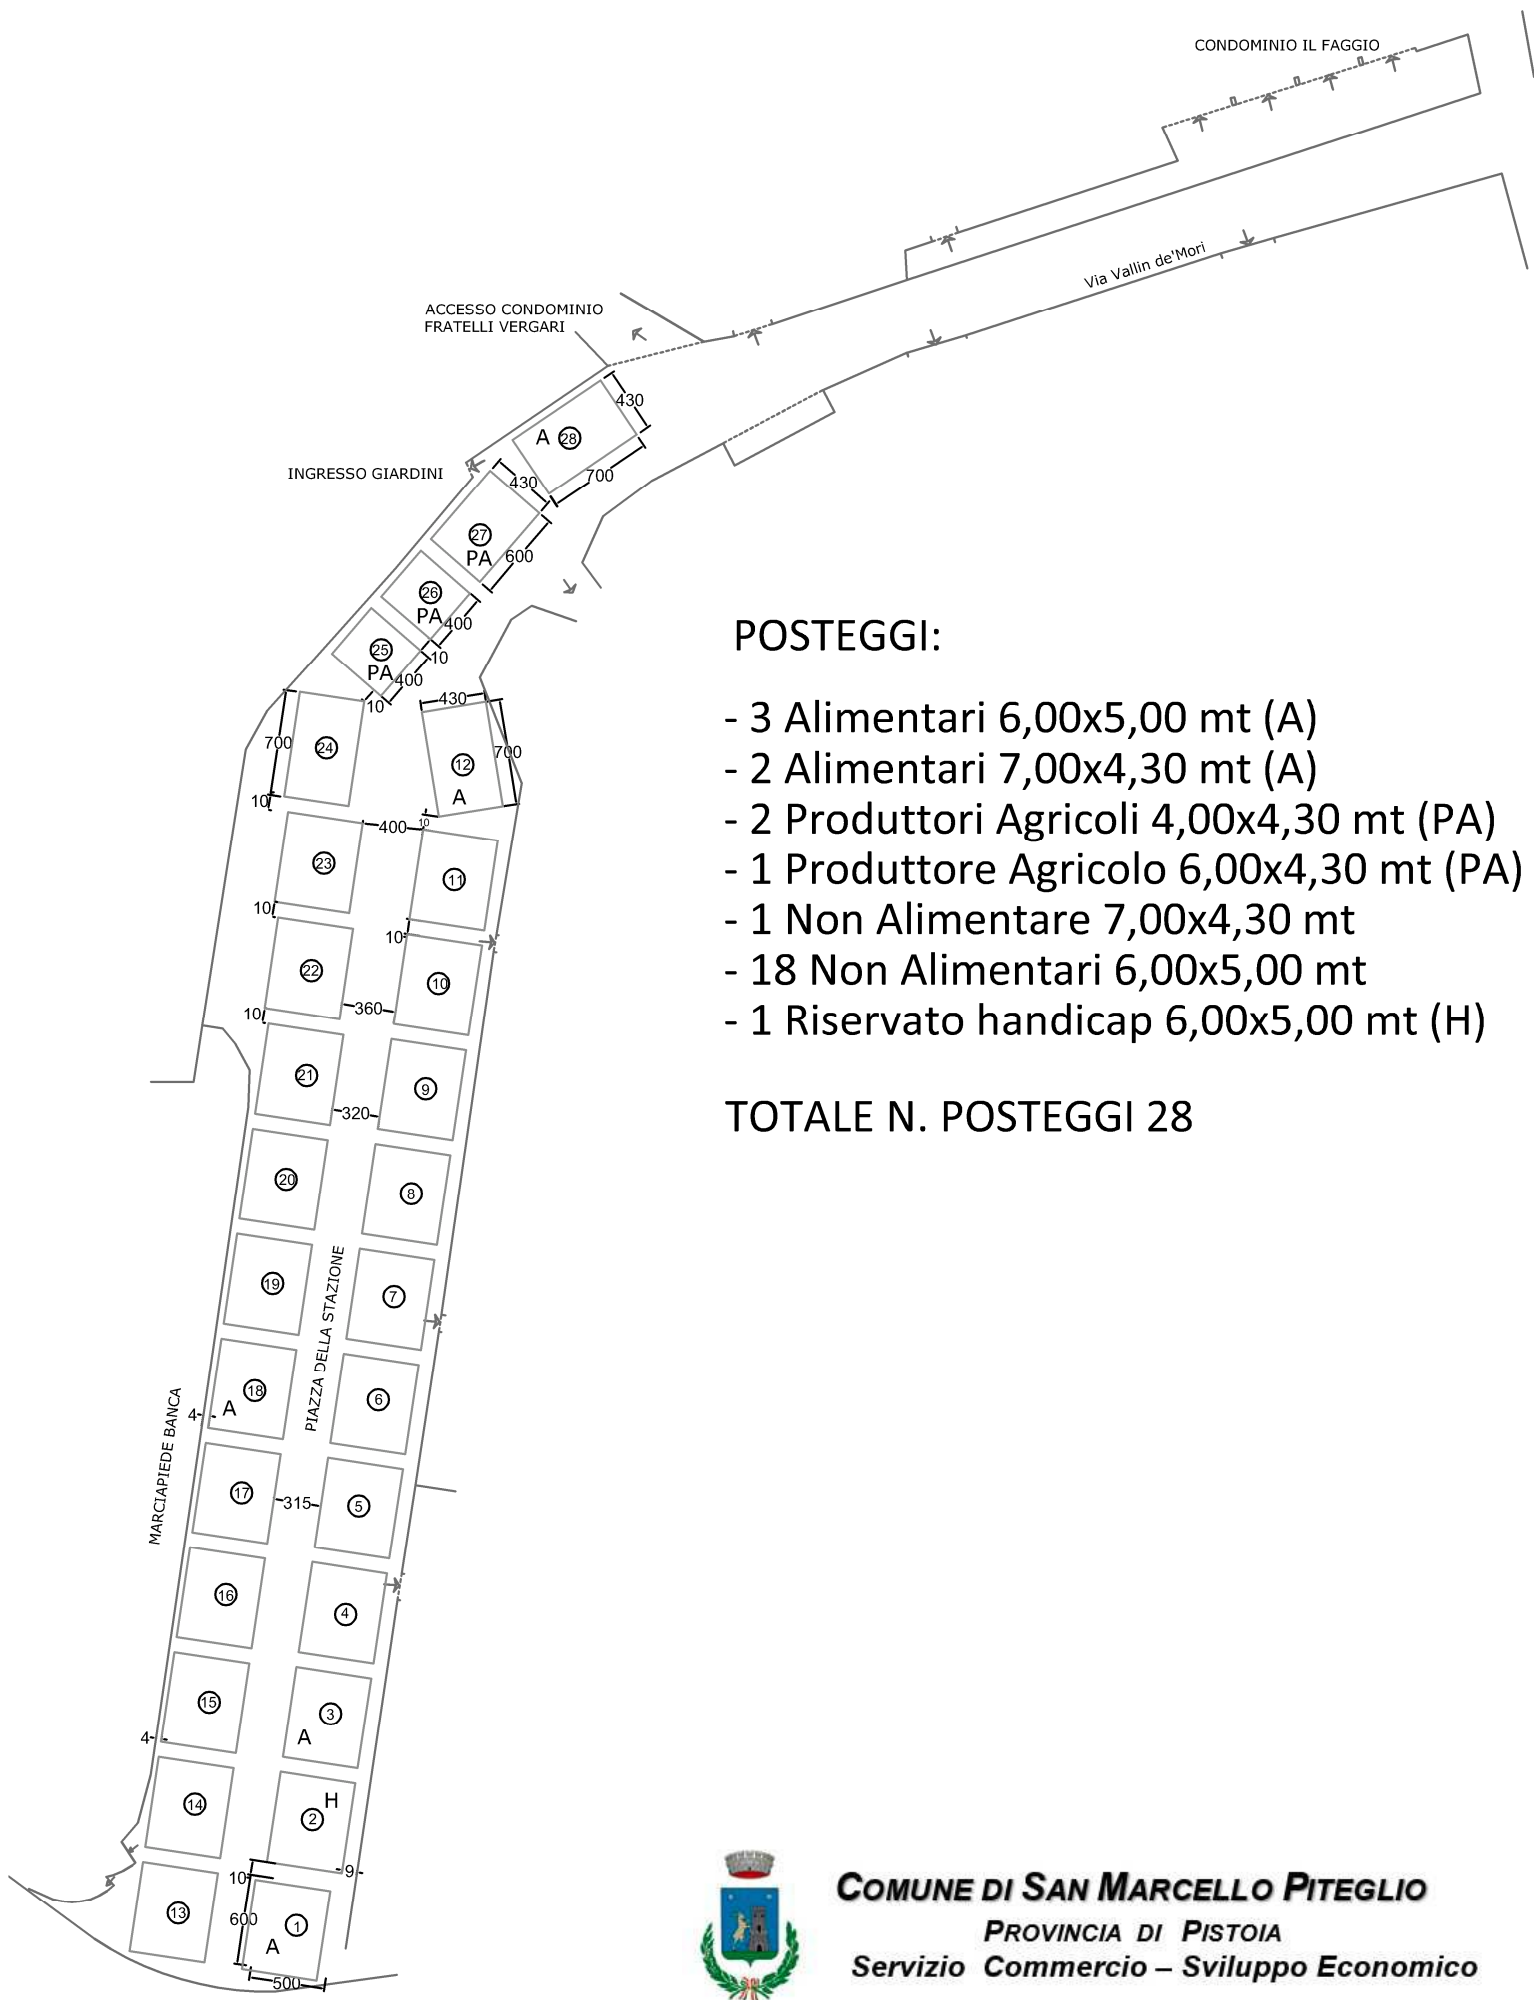 CONDOMINIO IL FAGGIO
Via Vallin de'Mori
ACCESSO CONDOMINIO
FRATELLI VERGARI
430
A 28
700
INGRESSO GIARDINI
430
27
PA
600
26
PA
400
10
25
PA
400
10
430
700
24
700
12
A
10
400
10
23
11
10
10
22
10
360
10
21
9
320
20
8
19
7
PIAZZA DELLA STAZIONE
18
A
6
4
MARCIAPIEDE BANCA
17
315
5
16
4
15
3
A
4
14
H
2
10
9
13
600
1
A
500
POSTEGGI:
- 3 Alimentari 6,00x5,00 mt (A)
- 2 Alimentari 7,00x4,30 mt (A)
- 2 Produttori Agricoli 4,00x4,30 mt (PA)
- 1 Produttore Agricolo 6,00x4,30 mt (PA)
- 1 Non Alimentare 7,00x4,30 mt
- 18 Non Alimentari 6,00x5,00 mt
- 1 Riservato handicap 6,00x5,00 mt (H)
TOTALE N. POSTEGGI 28
COMUNE DI SAN MARCELLO PITEGLIO
PROVINCIA DI PISTOIA
Servizio Commercio – Sviluppo Economico